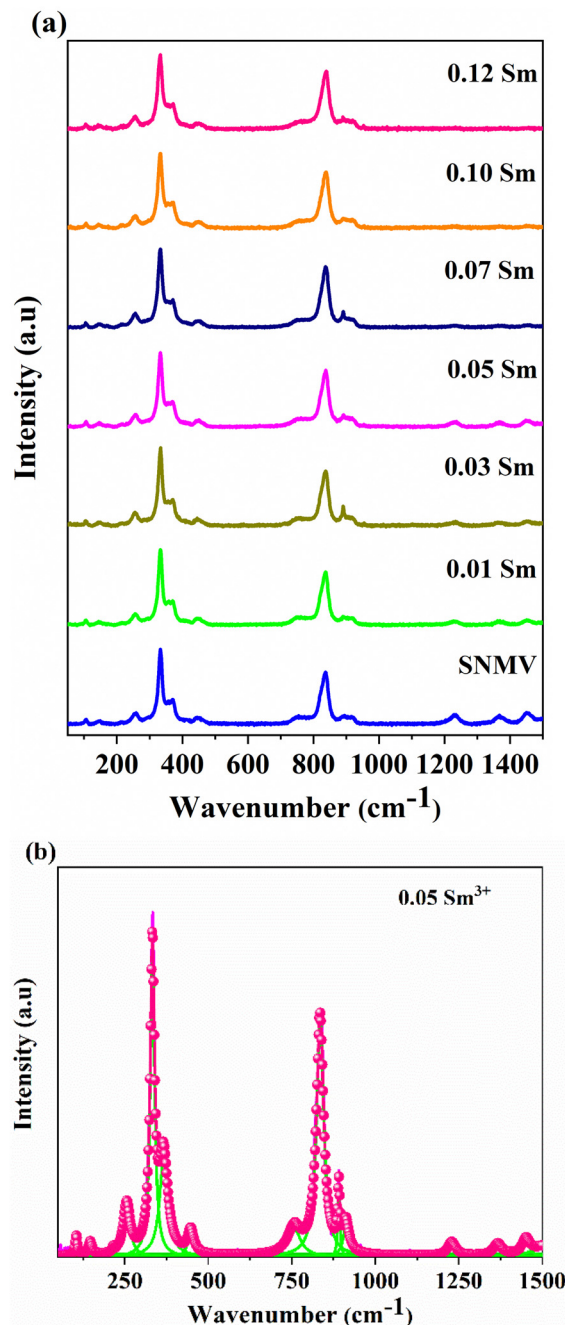 (a)
0.12 Sm
0.10 Sm
0.07 Sm
0.05 Sm
0.03 Sm
0.01 Sm
SNMV
Intensity (a.u)
200 400 600 800 1000 1200 1400
Wavenumber (cm⁻¹)
(b)
0.05 Sm³⁺
Intensity (a.u)
250 500 750 1000 1250 1500
Wavenumber (cm⁻¹)